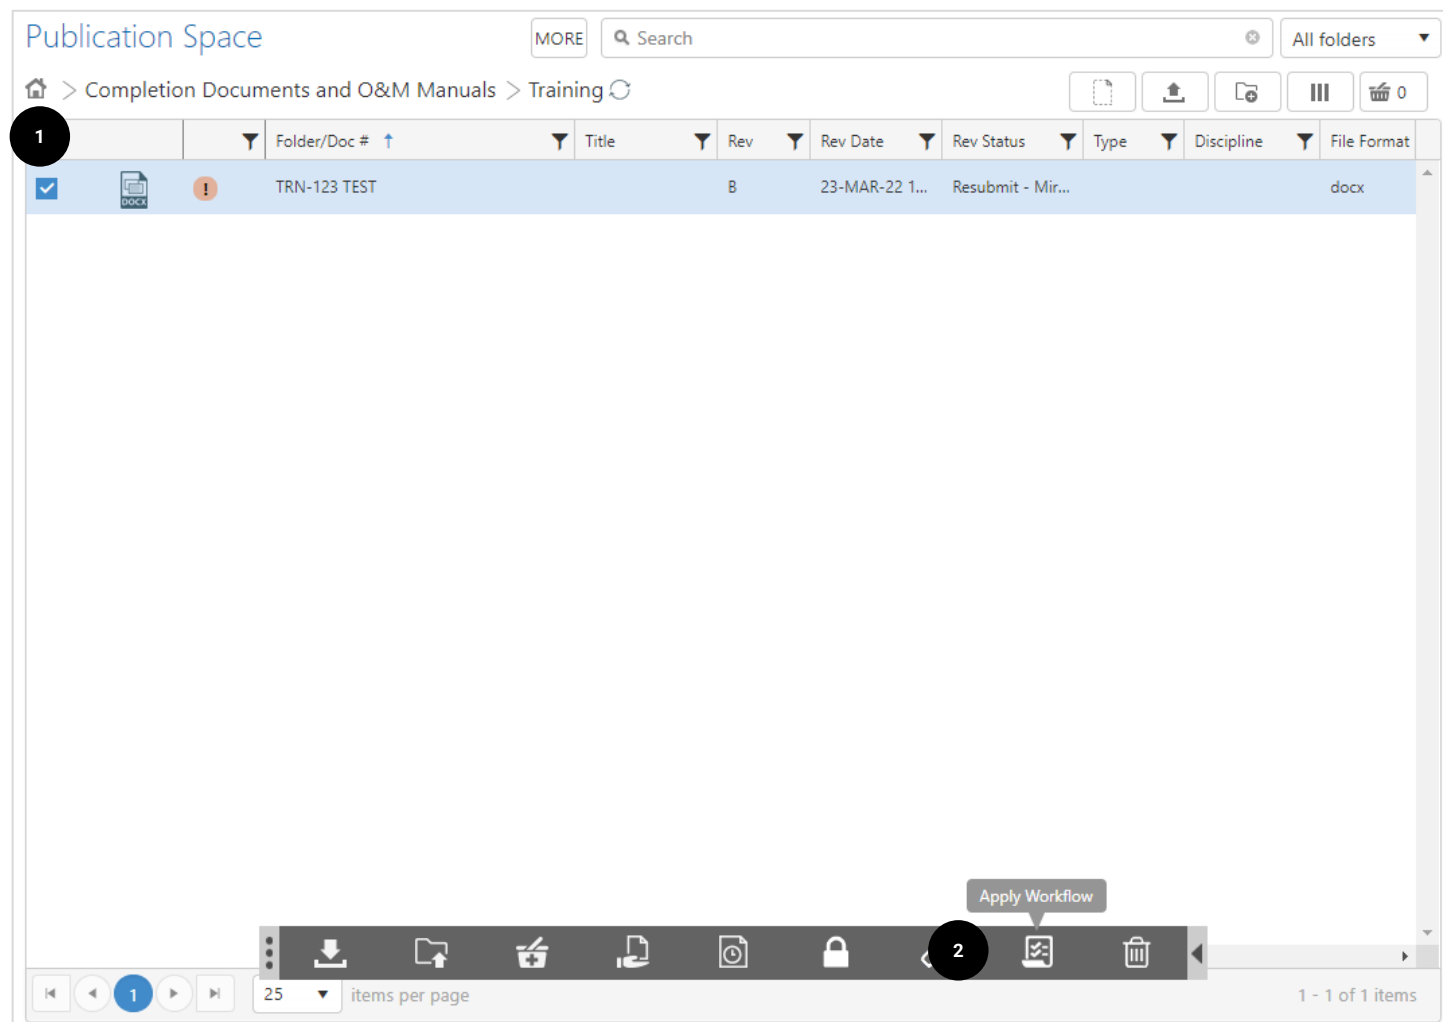 Publication Space
MORE
Search
All folders
Completion Documents and O&M Manuals > Training
0
1
Folder/Doc # ↑ Title Rev Rev Date Rev Status Type Discipline File Format
DOCX ! TRN-123 TEST B 23-MAR-22 1... Resubmit - Mir... docx
Apply Workflow
2
1 25 items per page 1 - 1 of 1 items